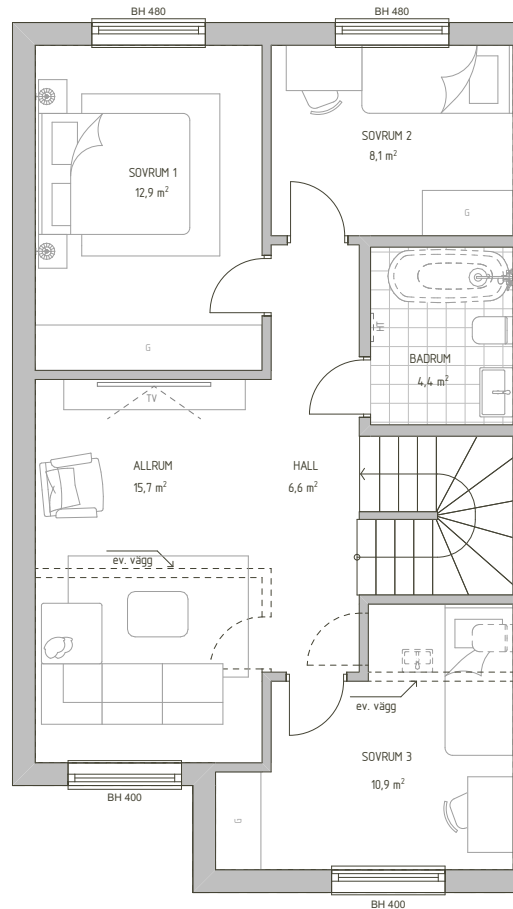 BH 480
BH 480
SOVRUM 1
12,9 m²
SOVRUM 2
8,1 m²
G
G
HT
BADRUM
4,4 m²
TV
ALLRUM
15,7 m²
HALL
6,6 m²
ev. vägg
G
ev. vägg
SOVRUM 3
10,9 m²
G
BH 400
BH 400